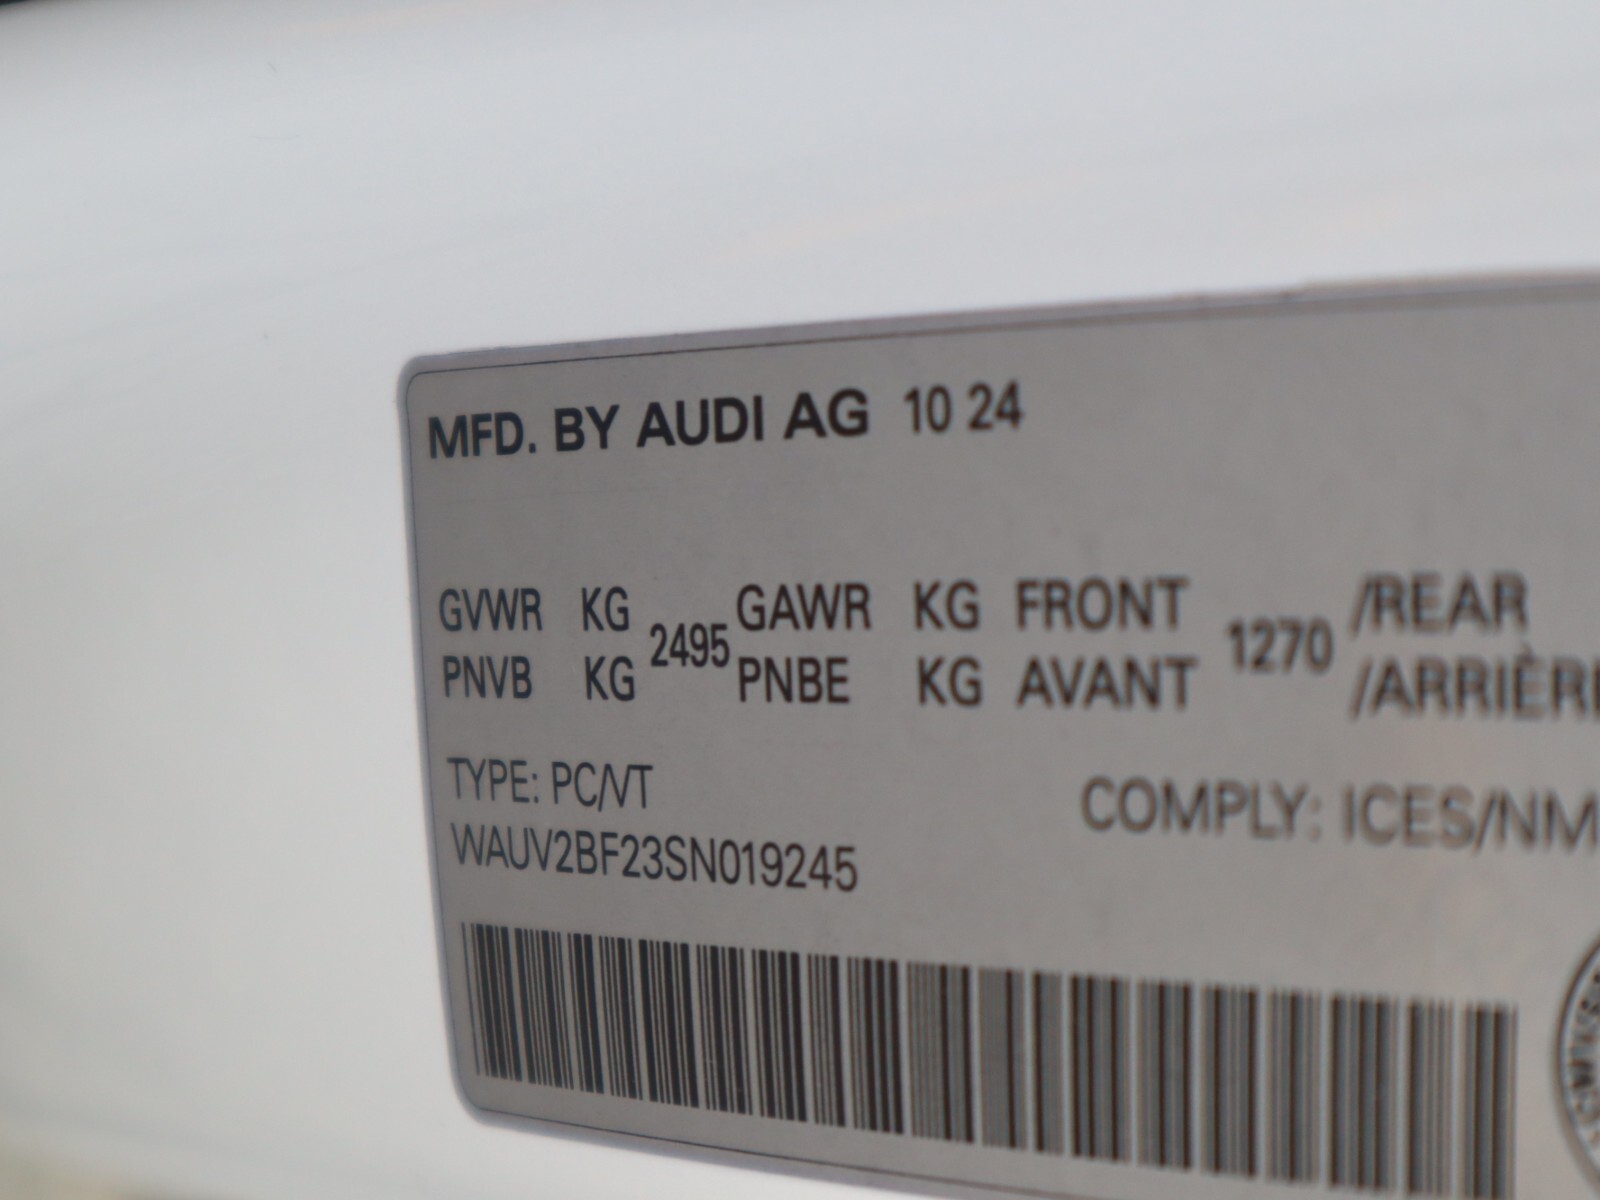 MFD. BY AUDI AG 10 24
GVWR KG 2495 GAWR KG FRONT 1270 /REAR
PNVB KG PNBE KG AVANT /ARRIÈRE
TYPE: PC/VT COMPLY: ICES/NM
WAUV2BF23SN019245